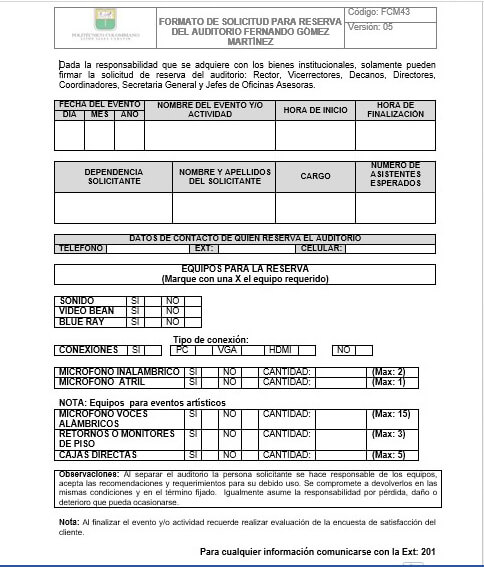 POLITÉCNICO COLOMBIANO
FORMATO DE SOLICITUD PARA RESERVA
DEL AUDITORIO FERNANDO GÓMEZ
MARTÍNEZ
Código: FCM43
Versión: 05
Dada la responsabilidad que se adquiere con los bienes institucionales, solamente pueden
firmar la solicitud de reserva del auditorio: Rector, Vicerrectores, Decanos, Directores,
Coordinadores, Secretaria General y Jefes de Oficinas Asesoras.
FECHA DEL EVENTO
DIA MES AÑO
NOMBRE DEL EVENTO Y/O
ACTIVIDAD
HORA DE INICIO
HORA DE
FINALIZACIÓN
DEPENDENCIA
SOLICITANTE
NOMBRE Y APELLIDOS
DEL SOLICITANTE
CARGO
NÚMERO DE
ASISTENTES
ESPERADOS
DATOS DE CONTACTO DE QUIEN RESERVA EL AUDITORIO
TELÉFONO EXT: CELULAR:
EQUIPOS PARA LA RESERVA
(Marque con una X el equipo requerido)
SONIDO SI NO
VIDEO BEAN SI NO
BLUE RAY SI NO
Tipo de conexión:
CONEXIONES SI PC VGA HDMI NO
MICRÓFONO INALÁMBRICO SI NO CANTIDAD: (Max: 2)
MICRÓFONO ATRIL SI NO CANTIDAD: (Max: 1)
NOTA: Equipos para eventos artísticos
MICRÓFONO VOCES
ALÁMBRICOS SI NO CANTIDAD: (Max: 15)
RETORNOS O MONITORES
DE PISO SI NO CANTIDAD: (Max: 3)
CAJAS DIRECTAS SI NO CANTIDAD: (Max: 5)
Observaciones: Al separar el auditorio la persona solicitante se hace responsable de los equipos,
acepta las recomendaciones y requerimientos para su debido uso. Se compromete a devolverlos en las
mismas condiciones y en el término fijado. Igualmente asume la responsabilidad por pérdida, daño o
deterioro que pueda ocasionarse.
Nota: Al finalizar el evento y/o actividad recuerde realizar evaluación de la encuesta de satisfacción del
cliente.
Para cualquier información comunicarse con la Ext: 201